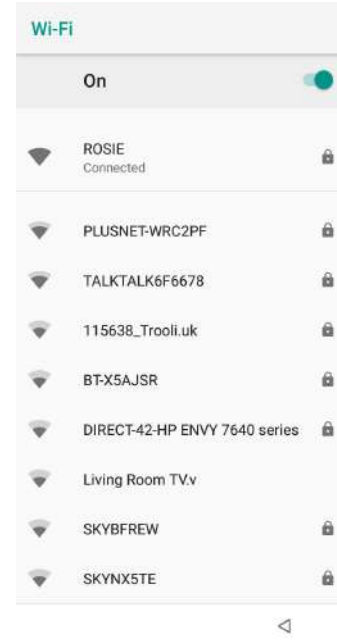 Wi-Fi
On
ROSIE
Connected
PLUSNET-WRC2PF
TALKTALK6F6678
115638_Trooli.uk
BT-X5AJSR
DIRECT-42-HP ENVY 7640 series
Living Room TV.v
SKYBFREW
SKYNX5TE